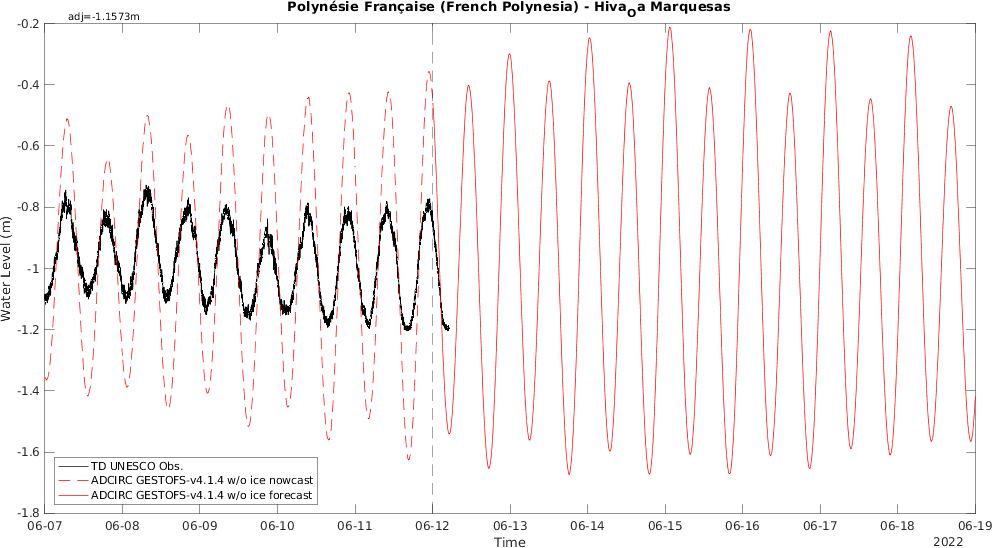 Polynésie Française (French Polynesia) - Hiva_Oa Marquesas
adj=-1.1573m
-0.2
-0.4
-0.6
-0.8
-1
-1.2
-1.4
-1.6
-1.8
Water Level (m)
TD UNESCO Obs.
ADCIRC GESTOFS-v4.1.4 w/o ice nowcast
ADCIRC GESTOFS-v4.1.4 w/o ice forecast
06-07 06-08 06-09 06-10 06-11 06-12 06-13 06-14 06-15 06-16 06-17 06-18 06-19
Time
2022